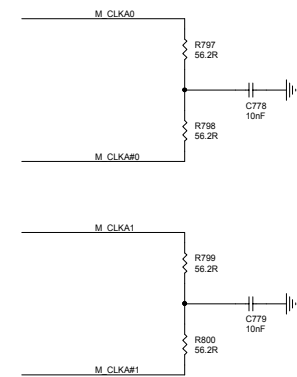 M_CLKA0
R797
56.2R
C778
10nF
R798
56.2R
M_CLKA#0
M_CLKA1
R799
56.2R
C779
10nF
R800
56.2R
M_CLKA#1